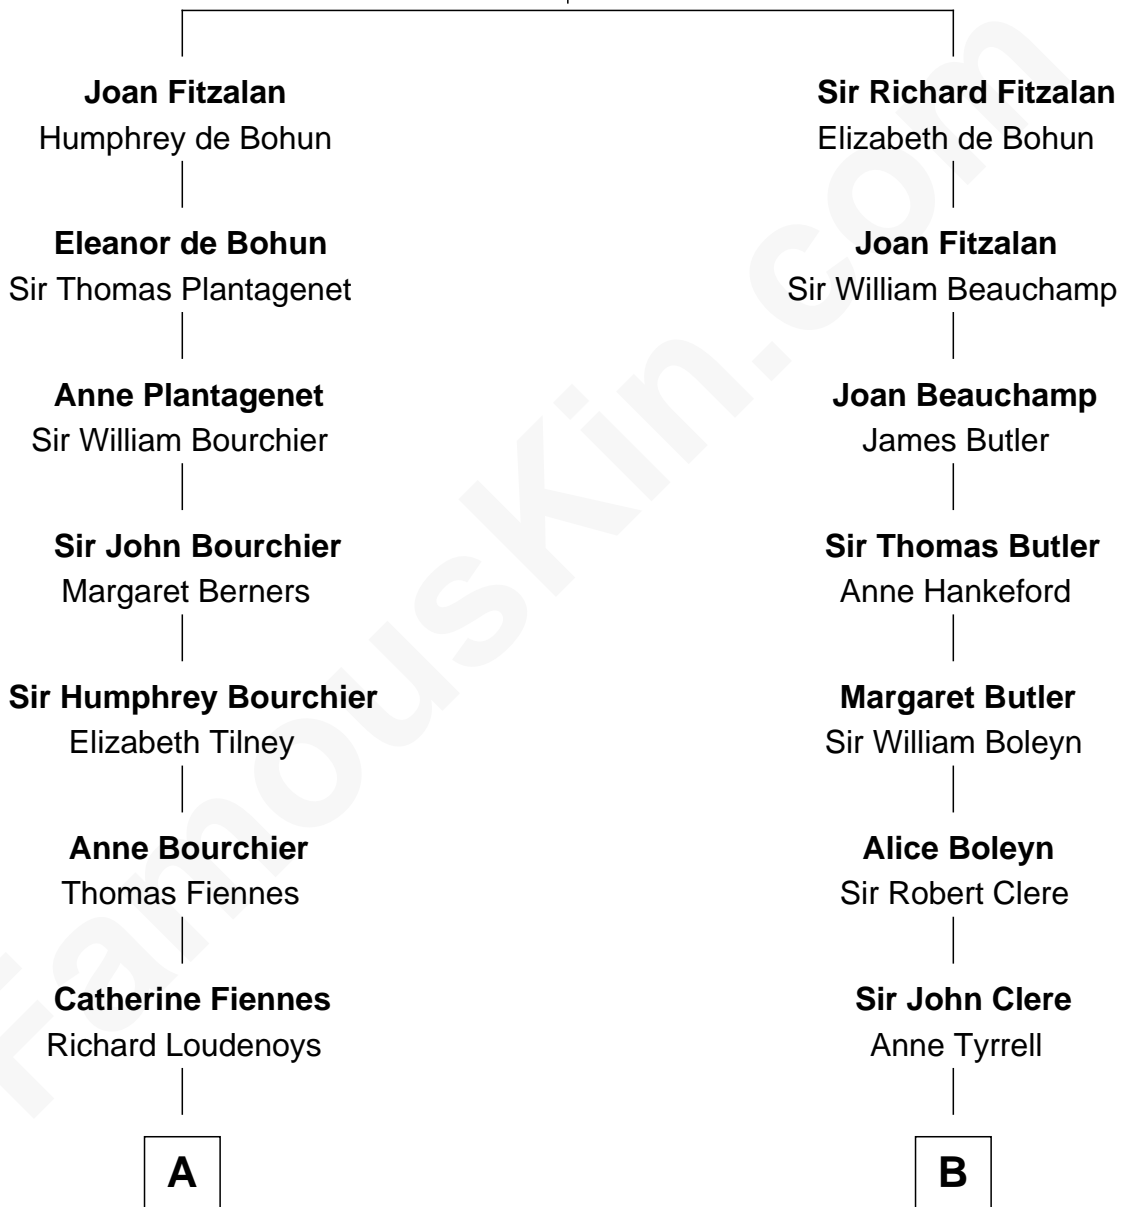 Joan Fitzalan
Humphrey de Bohun
Sir Richard Fitzalan
Elizabeth de Bohun
Eleanor de Bohun
Sir Thomas Plantagenet
Joan Fitzalan
Sir William Beauchamp
Anne Plantagenet
Sir William Bourchier
Joan Beauchamp
James Butler
Sir John Bourchier
Margaret Berners
Sir Thomas Butler
Anne Hankeford
Sir Humphrey Bourchier
Elizabeth Tilney
Margaret Butler
Sir William Boleyn
Anne Bourchier
Thomas Fiennes
Alice Boleyn
Sir Robert Clere
Catherine Fiennes
Richard Loudenoys
Sir John Clere
Anne Tyrrell
A
B
FamousKin.com